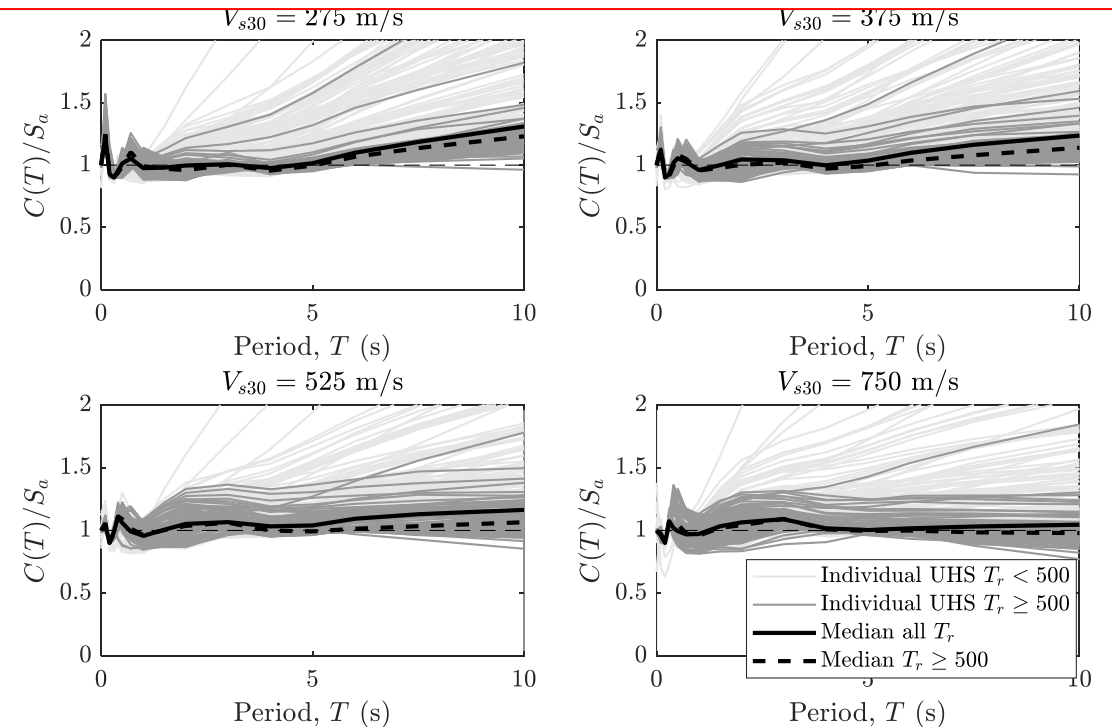 V_{s30} = 275 m/s
V_{s30} = 375 m/s
2
1.5
1
0.5
0
C(T)/S_a
0 5 10
Period, T (s)
2
1.5
1
0.5
0
C(T)/S_a
0 5 10
Period, T (s)
V_{s30} = 525 m/s
V_{s30} = 750 m/s
2
1.5
1
0.5
0
C(T)/S_a
0 5 10
Period, T (s)
2
1.5
1
0.5
0
C(T)/S_a
Individual UHS T_r < 500
Individual UHS T_r ≥ 500
Median all T_r
Median T_r ≥ 500
0 5 10
Period, T (s)